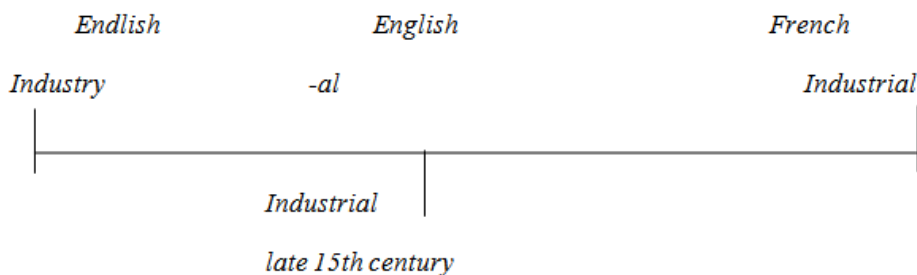 Endlish English French
Industry -al Industrial
Industrial
late 15th century